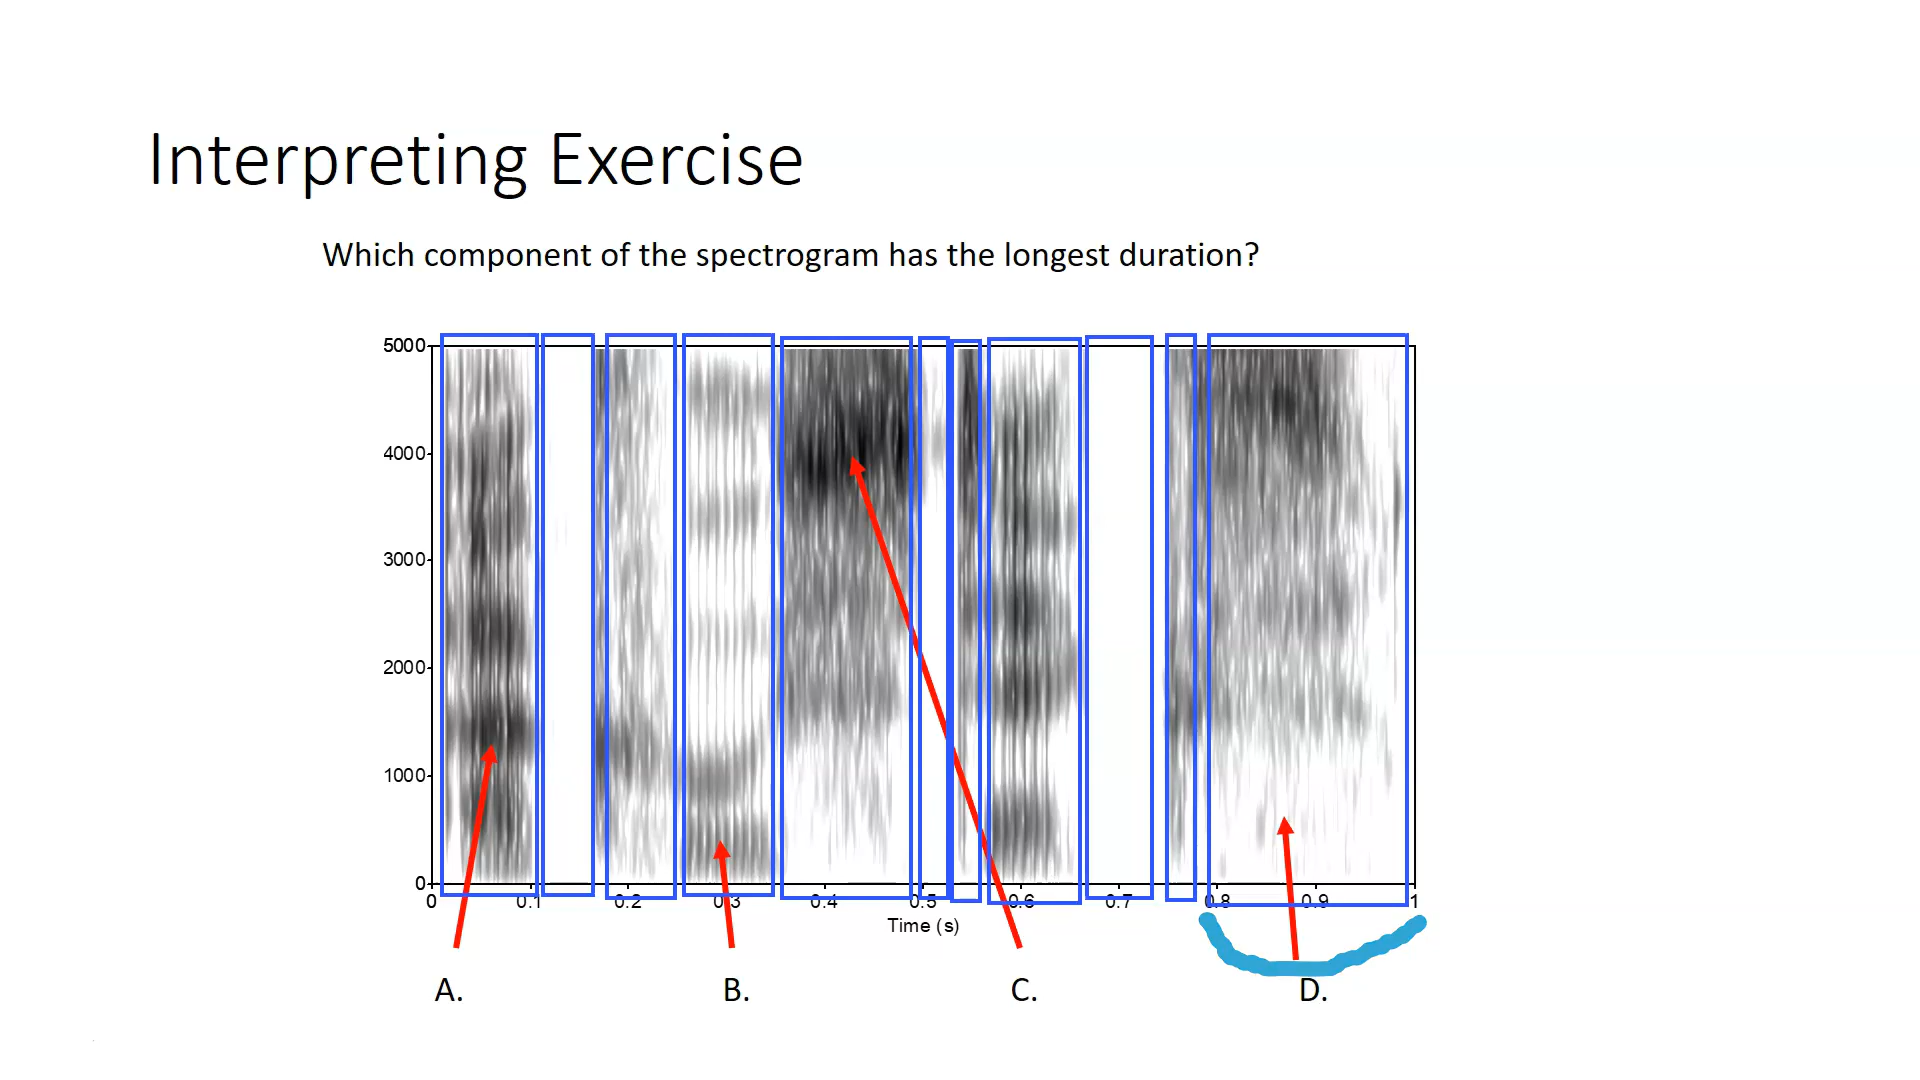 Interpreting Exercise
Which component of the spectrogram has the longest duration?
5000
4000
3000
2000
1000
0
0 0.1 0.2 0.3 0.4 0.5 0.6 0.7 0.8 0.9 1
Time (s)
A. B. C. D.